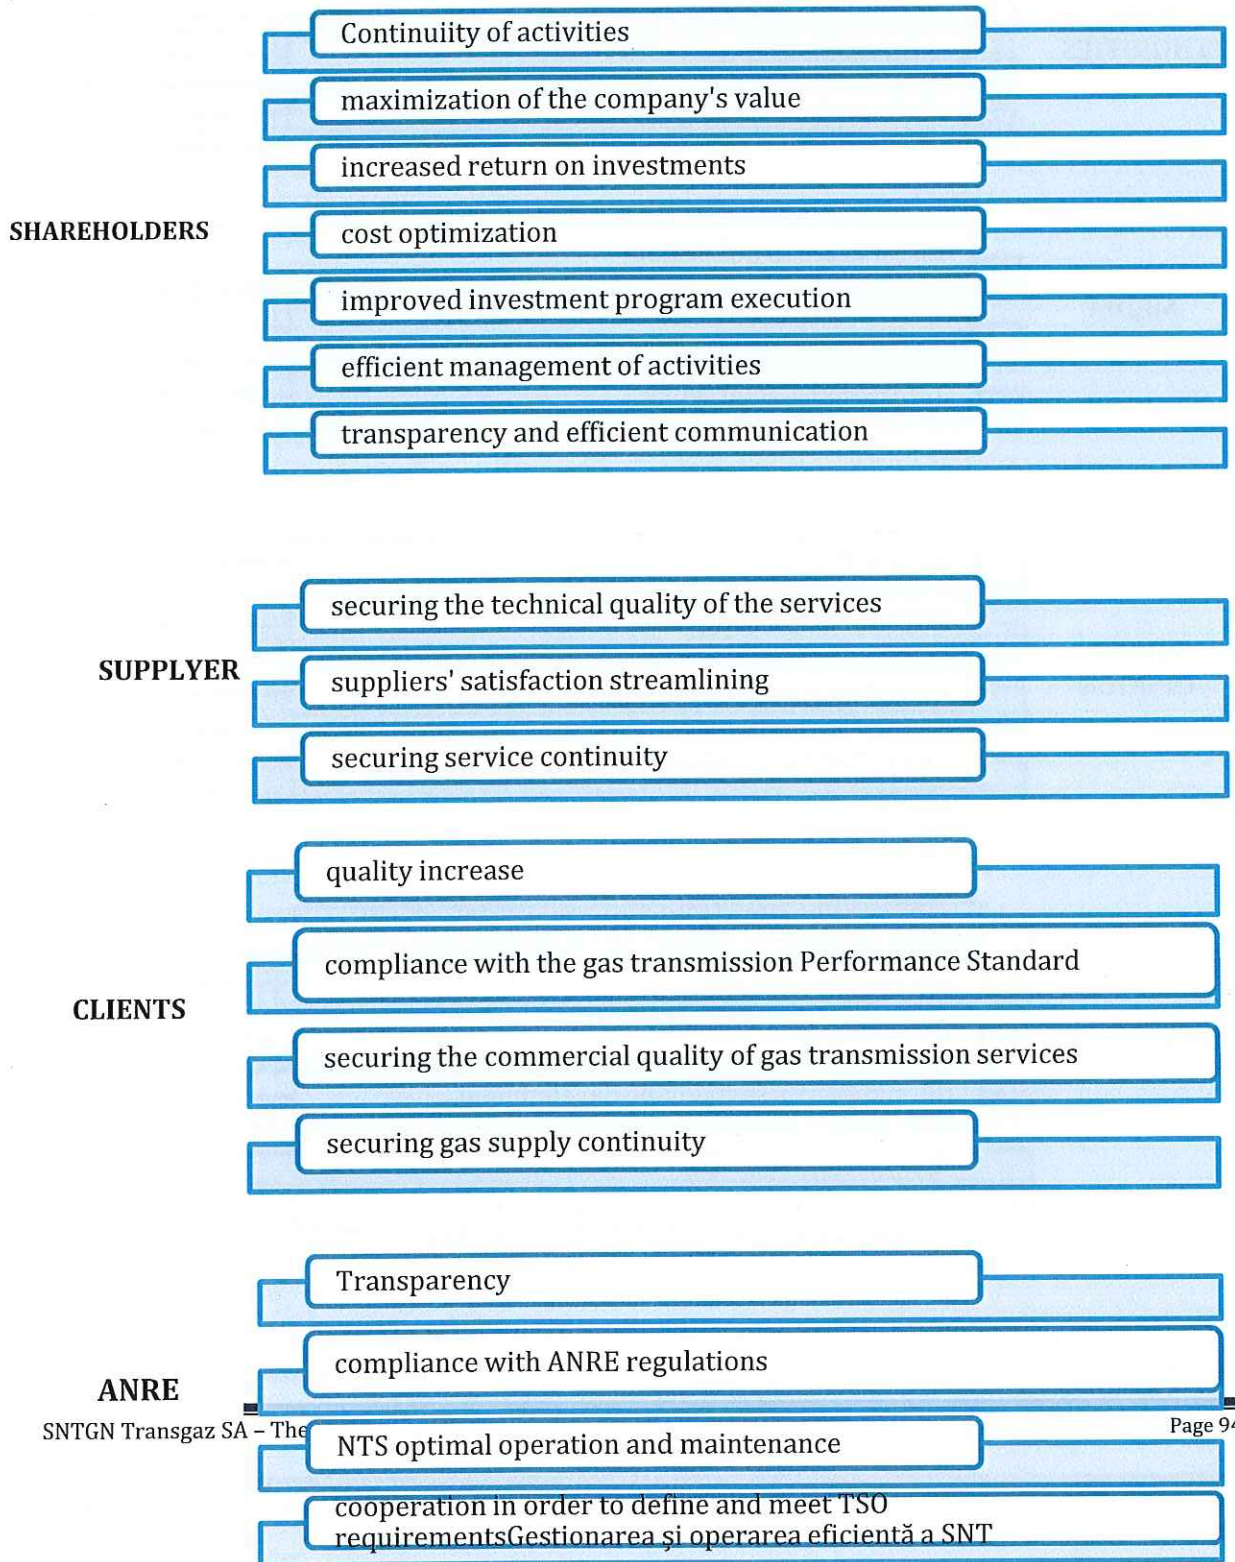 Continuiity of activities
maximization of the company's value
increased return on investments
SHAREHOLDERS
cost optimization
improved investment program execution
efficient management of activities
transparency and efficient communication
securing the technical quality of the services
SUPPLYER
suppliers' satisfaction streamlining
securing service continuity
quality increase
compliance with the gas transmission Performance Standard
CLIENTS
securing the commercial quality of gas transmission services
securing gas supply continuity
Transparency
compliance with ANRE regulations
ANRE
SNTGN Transgaz SA – The
Page 94
NTS optimal operation and maintenance
cooperation in order to define and meet TSO
requirementsGestionarea și operarea eficientă a SNT